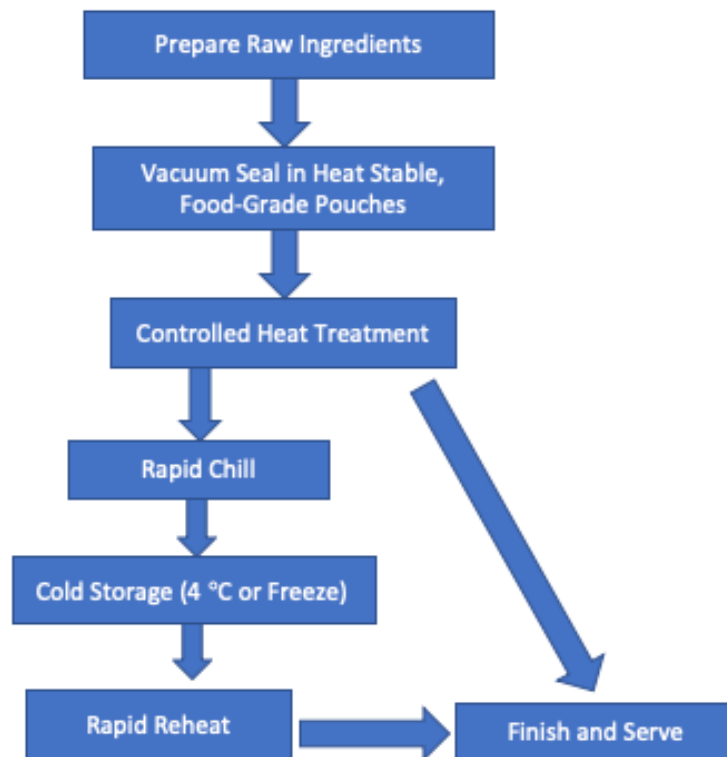 Prepare Raw Ingredients
Vacuum Seal in Heat Stable,
Food-Grade Pouches
Controlled Heat Treatment
Rapid Chill
Cold Storage (4 °C or Freeze)
Rapid Reheat
Finish and Serve